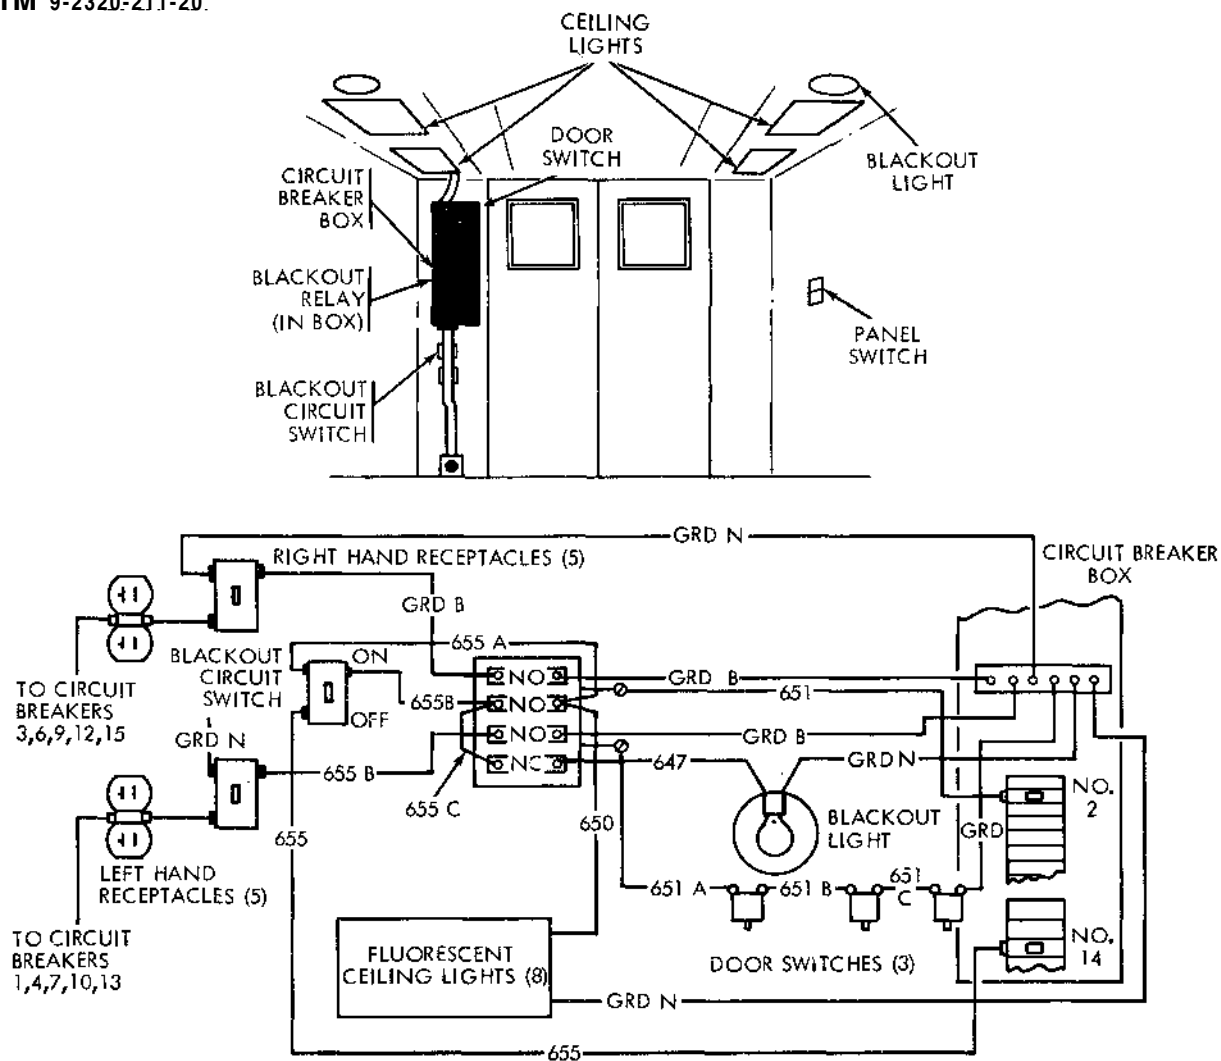 TM 9-2320-211-20
CEILING
LIGHTS
DOOR
SWITCH
BLACKOUT
LIGHT
CIRCUIT
BREAKER
BOX
BLACKOUT
RELAY
(IN BOX)
PANEL
SWITCH
BLACKOUT
CIRCUIT
SWITCH
GRD N
RIGHT HAND RECEPTACLES (5)
CIRCUIT BREAKER
BOX
GRD B
655 A
BLACKOUT
CIRCUIT
SWITCH
ON
OFF
TO CIRCUIT
BREAKERS
3,6,9,12,15
NO
GRD B
651
655B
NO
NO
GRD B
GRD N
655 B
NC
647
GRD N
655 C
650
655
NO.
2
BLACKOUT
LIGHT
GRD
LEFT HAND
RECEPTACLES (5)
651 A
651 B
651
C
TO CIRCUIT
BREAKERS
1,4,7,10,13
FLUORESCENT
CEILING LIGHTS (8)
DOOR SWITCHES (3)
NO.
14
GRD N
655